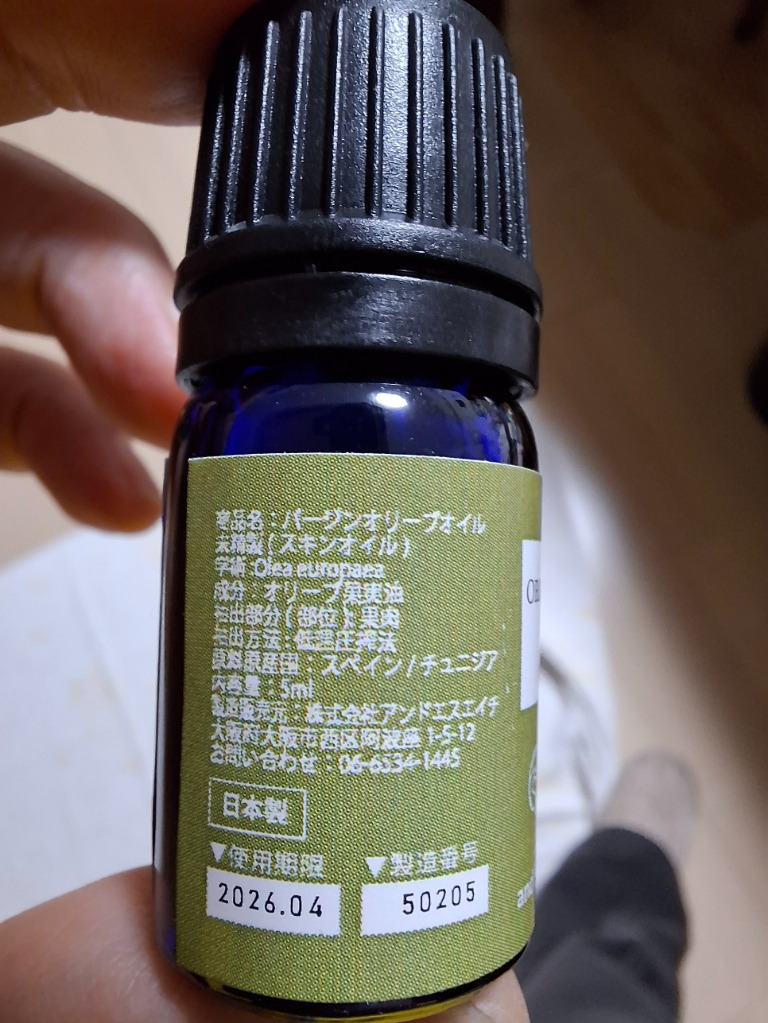 商品名：バージンオリーブオイル
未精製(スキンオイル)
学術:Olea europaea
成分：オリーブ果実油
抽出部分(部位)：果実
抽出方法：低温圧搾法
原料原産国：スペイン/チュニジア
内容量：5ml
製造販売元：株式会社アンドエスエイチ
大阪府大阪市西区阿波座 1-5-12
お問い合わせ：06-6534-1445
日本製
▼使用期限 ▼製造番号
2026.04 50205